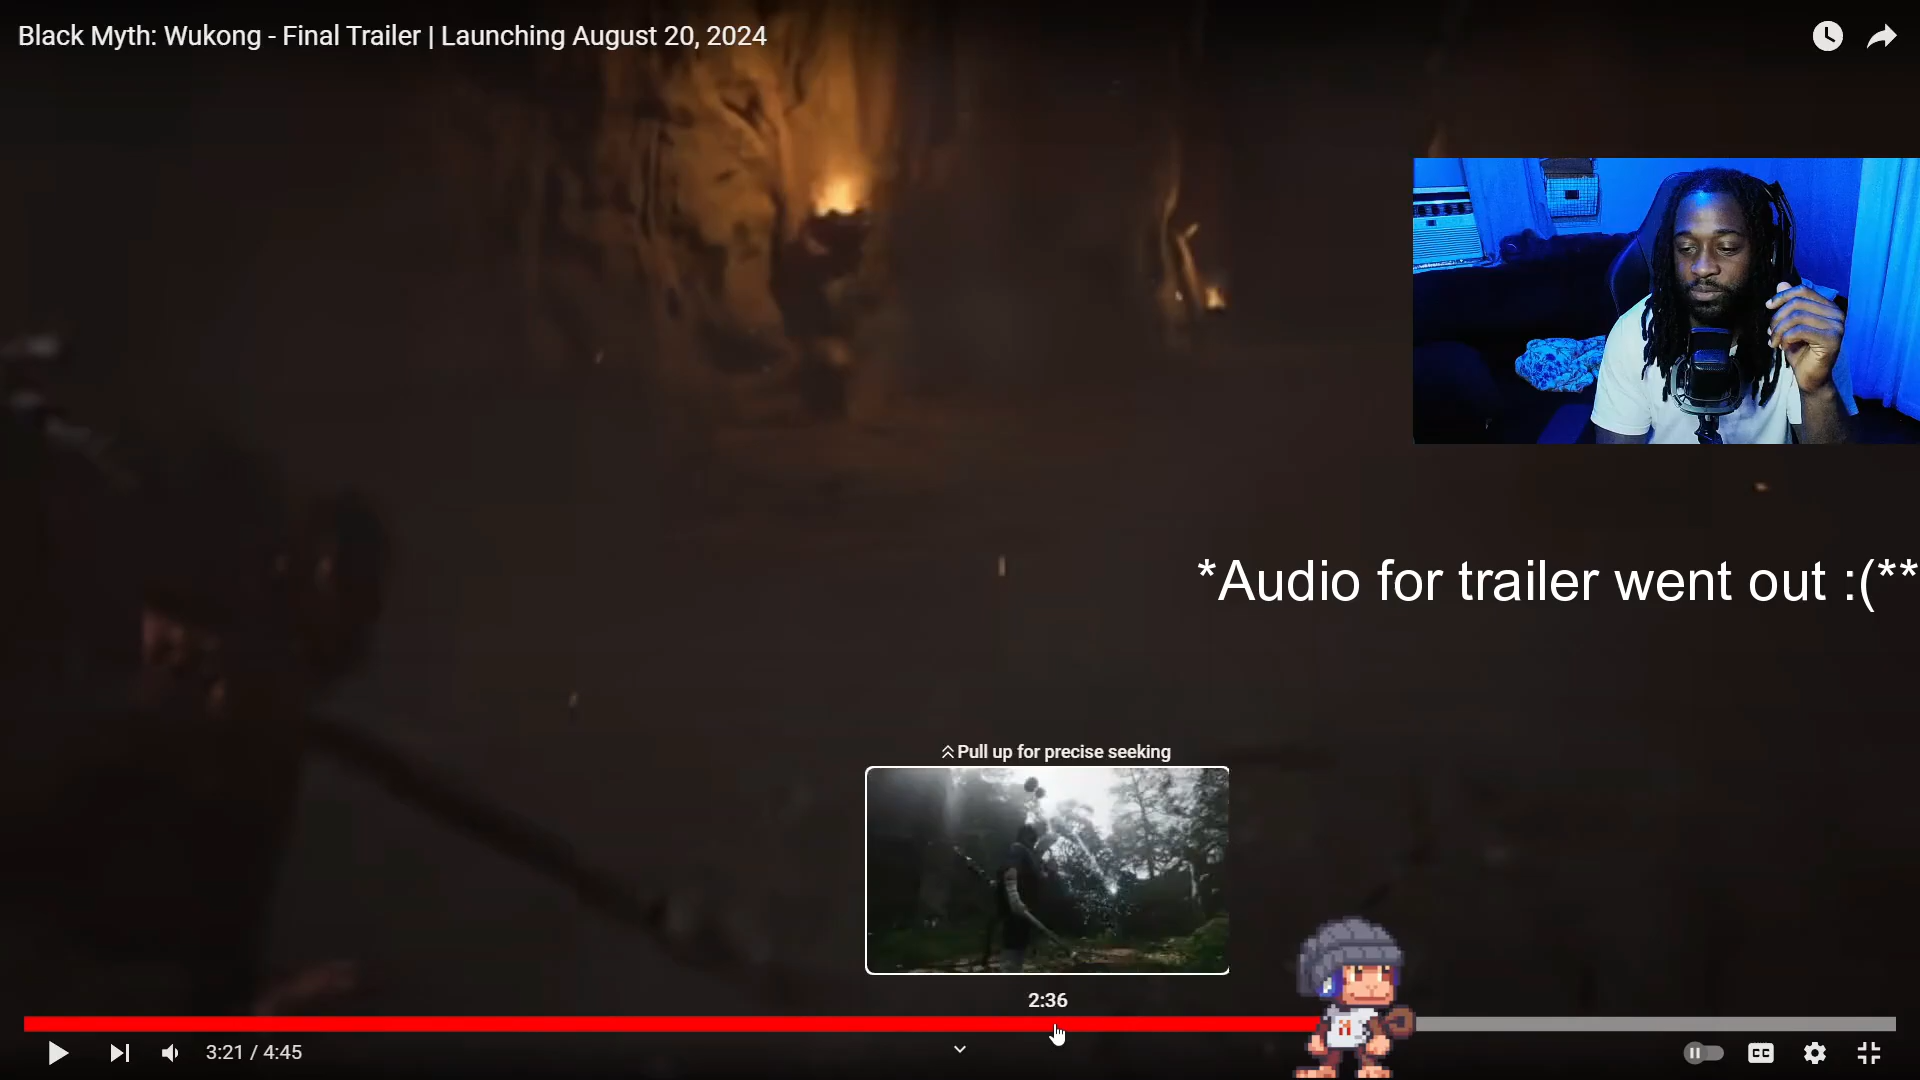 Black Myth: Wukong - Final Trailer | Launching August 20, 2024
*Audio for trailer went out :(**
Pull up for precise seeking
2:36
3:21 / 4:45
CC